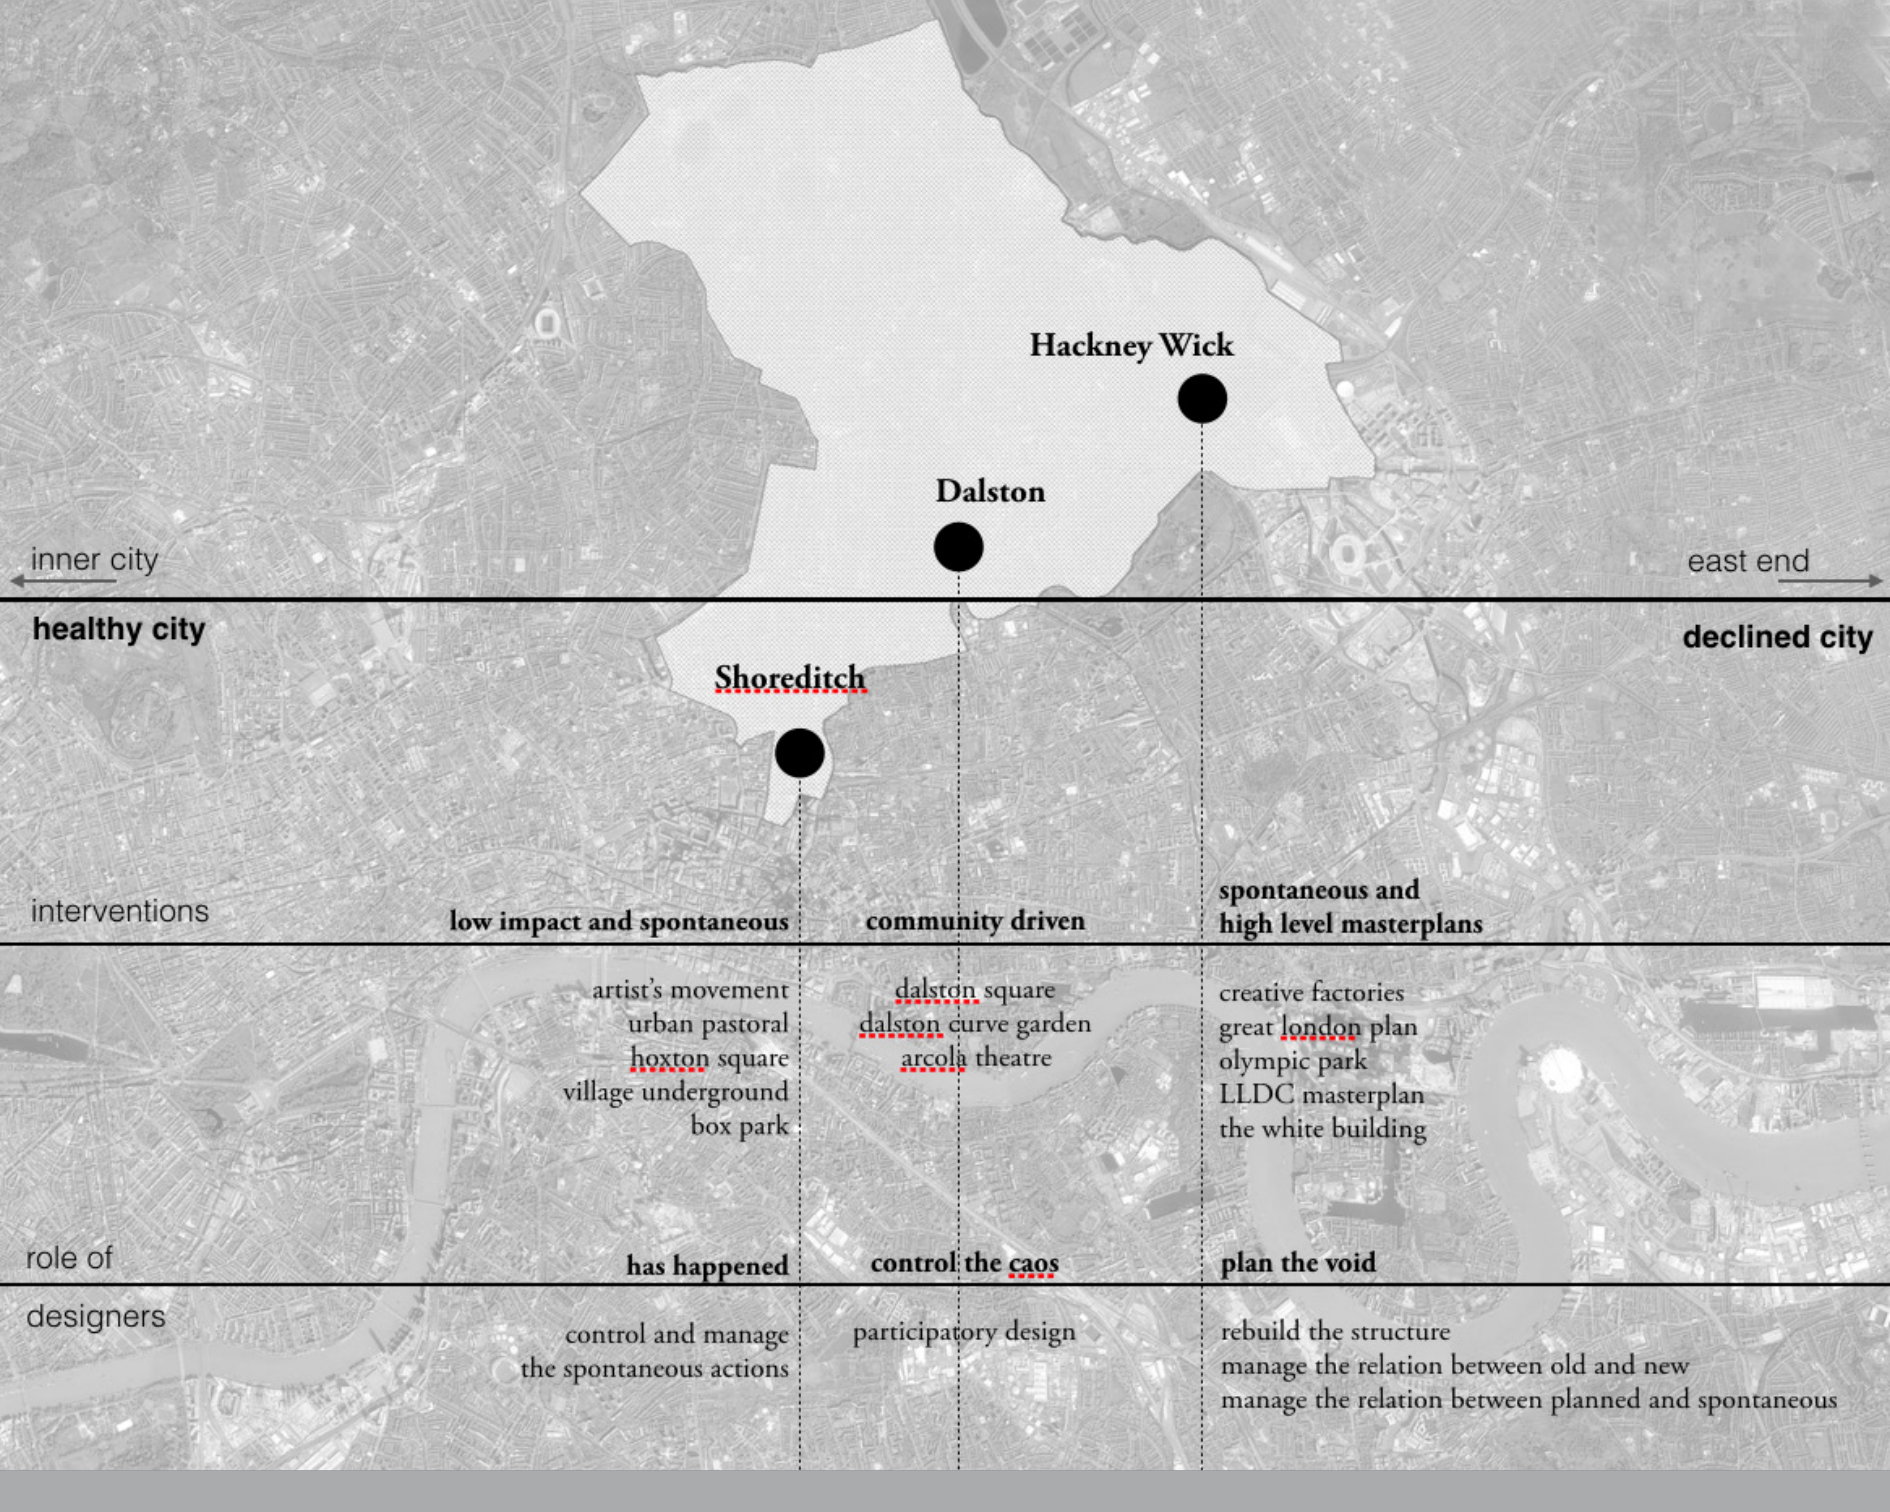 Hackney Wick
Dalston
inner city
east end
healthy city
declined city
Shoreditch
interventions
low impact and spontaneous
community driven
spontaneous and
high level masterplans
artist's movement
urban pastoral
hoxton square
village underground
box park
dalston square
dalston curve garden
arcola theatre
creative factories
great london plan
olympic park
LLDC masterplan
the white building
role of
designers
has happened
control the caos
plan the void
control and manage
the spontaneous actions
participatory design
rebuild the structure
manage the relation between old and new
manage the relation between planned and spontaneous